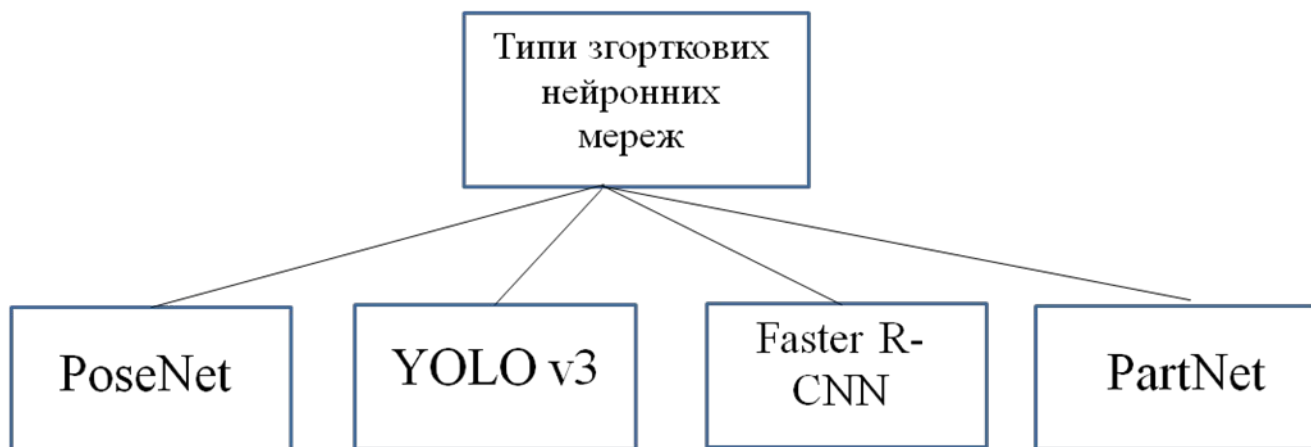 Типи згорткових
нейронних
мереж
PoseNet
YOLO v3
Faster R-
CNN
PartNet